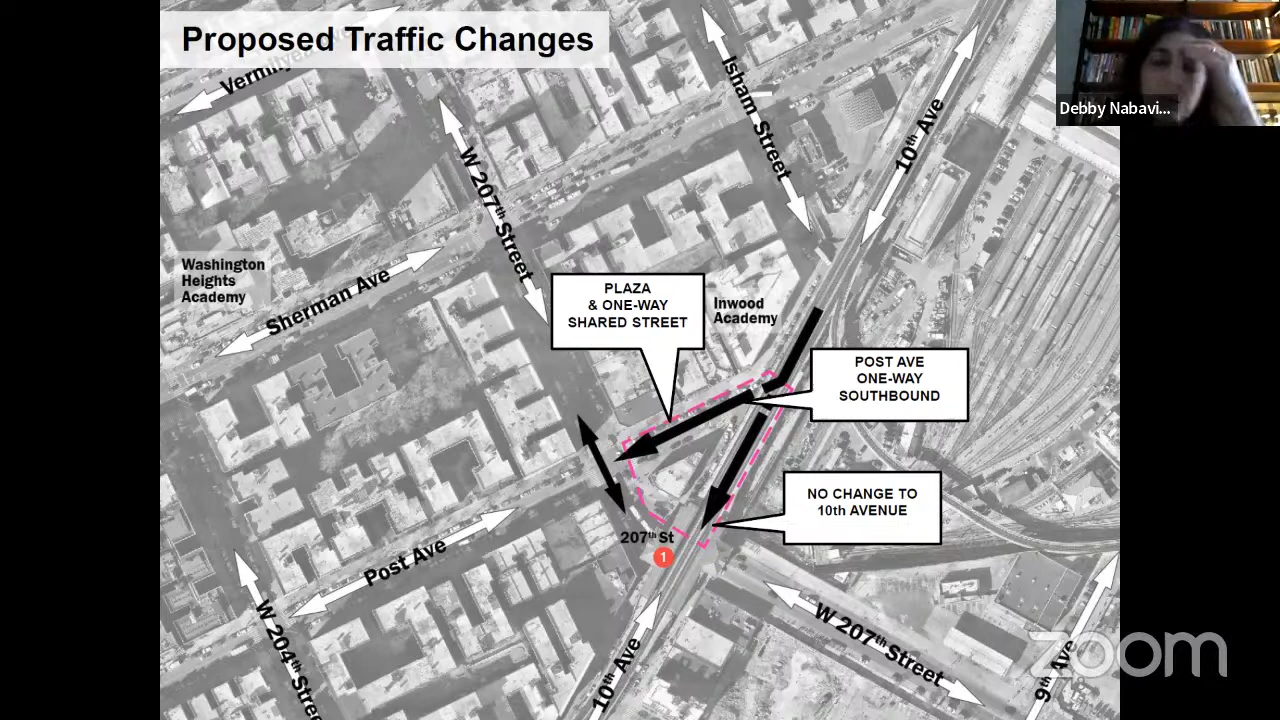 Proposed Traffic Changes
Debby Nabavi...
Isham Street
10th Ave
W 207th Street
Washington
Heights
Academy
Sherman Ave
PLAZA
& ONE-WAY
SHARED STREET
Inwood
Academy
POST AVE
ONE-WAY
SOUTHBOUND
NO CHANGE TO
10th AVENUE
207th St
1
Post Ave
W 204th Stree
10th Ave
W 207th Street
9th Ave
zoom